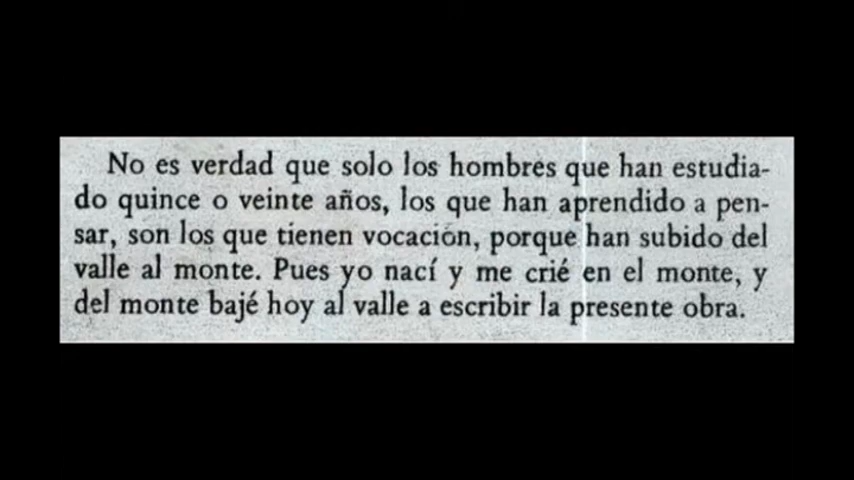 No es verdad que solo los hombres que han estudia-
do quince o veinte años, los que han aprendido a pen-
sar, son los que tienen vocación, porque han subido del
valle al monte. Pues yo nací y me crié en el monte, y
del monte bajé hoy al valle a escribir la presente obra.